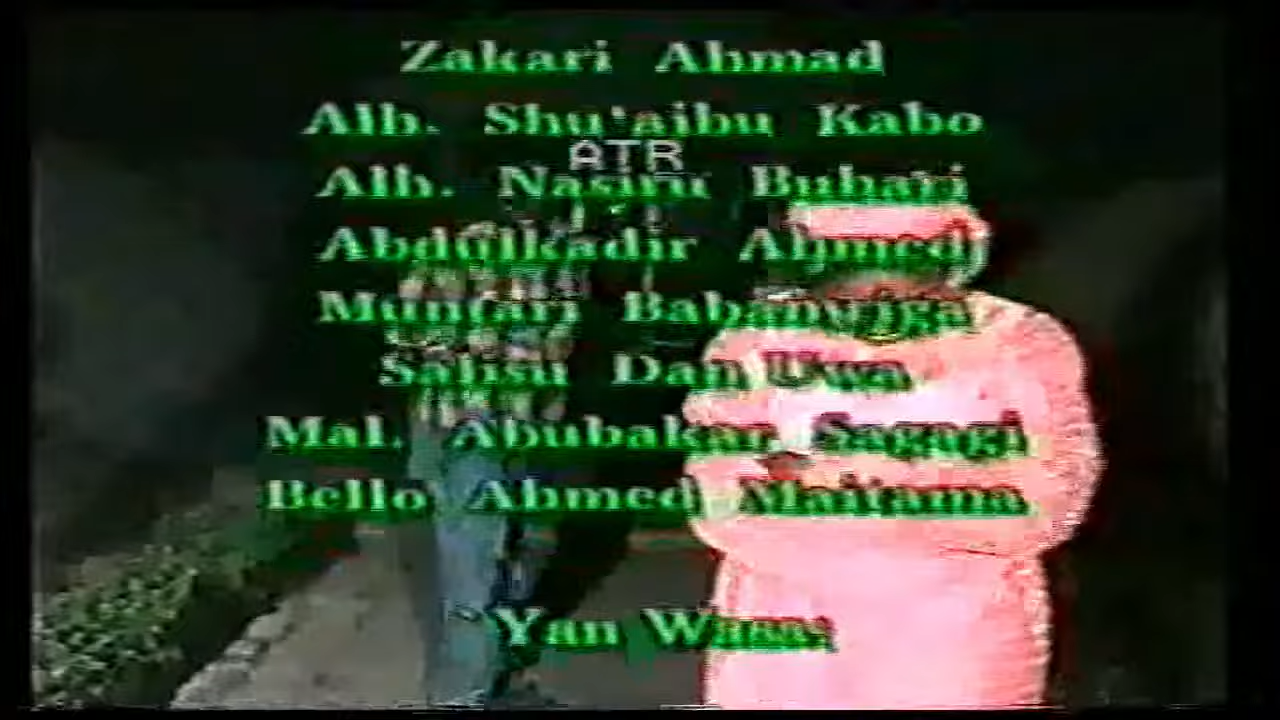 Zakari Ahmad
Alh. Shu'aibu Kabo
ATR
Alh. Nasiru Buhari
Abdulkadir Ahmed
Muntari Babanyiga
Salisu Dan Uwa
Mal. Abubakar Sagagi
Bello Ahmed Maitama
'Yan Wasa